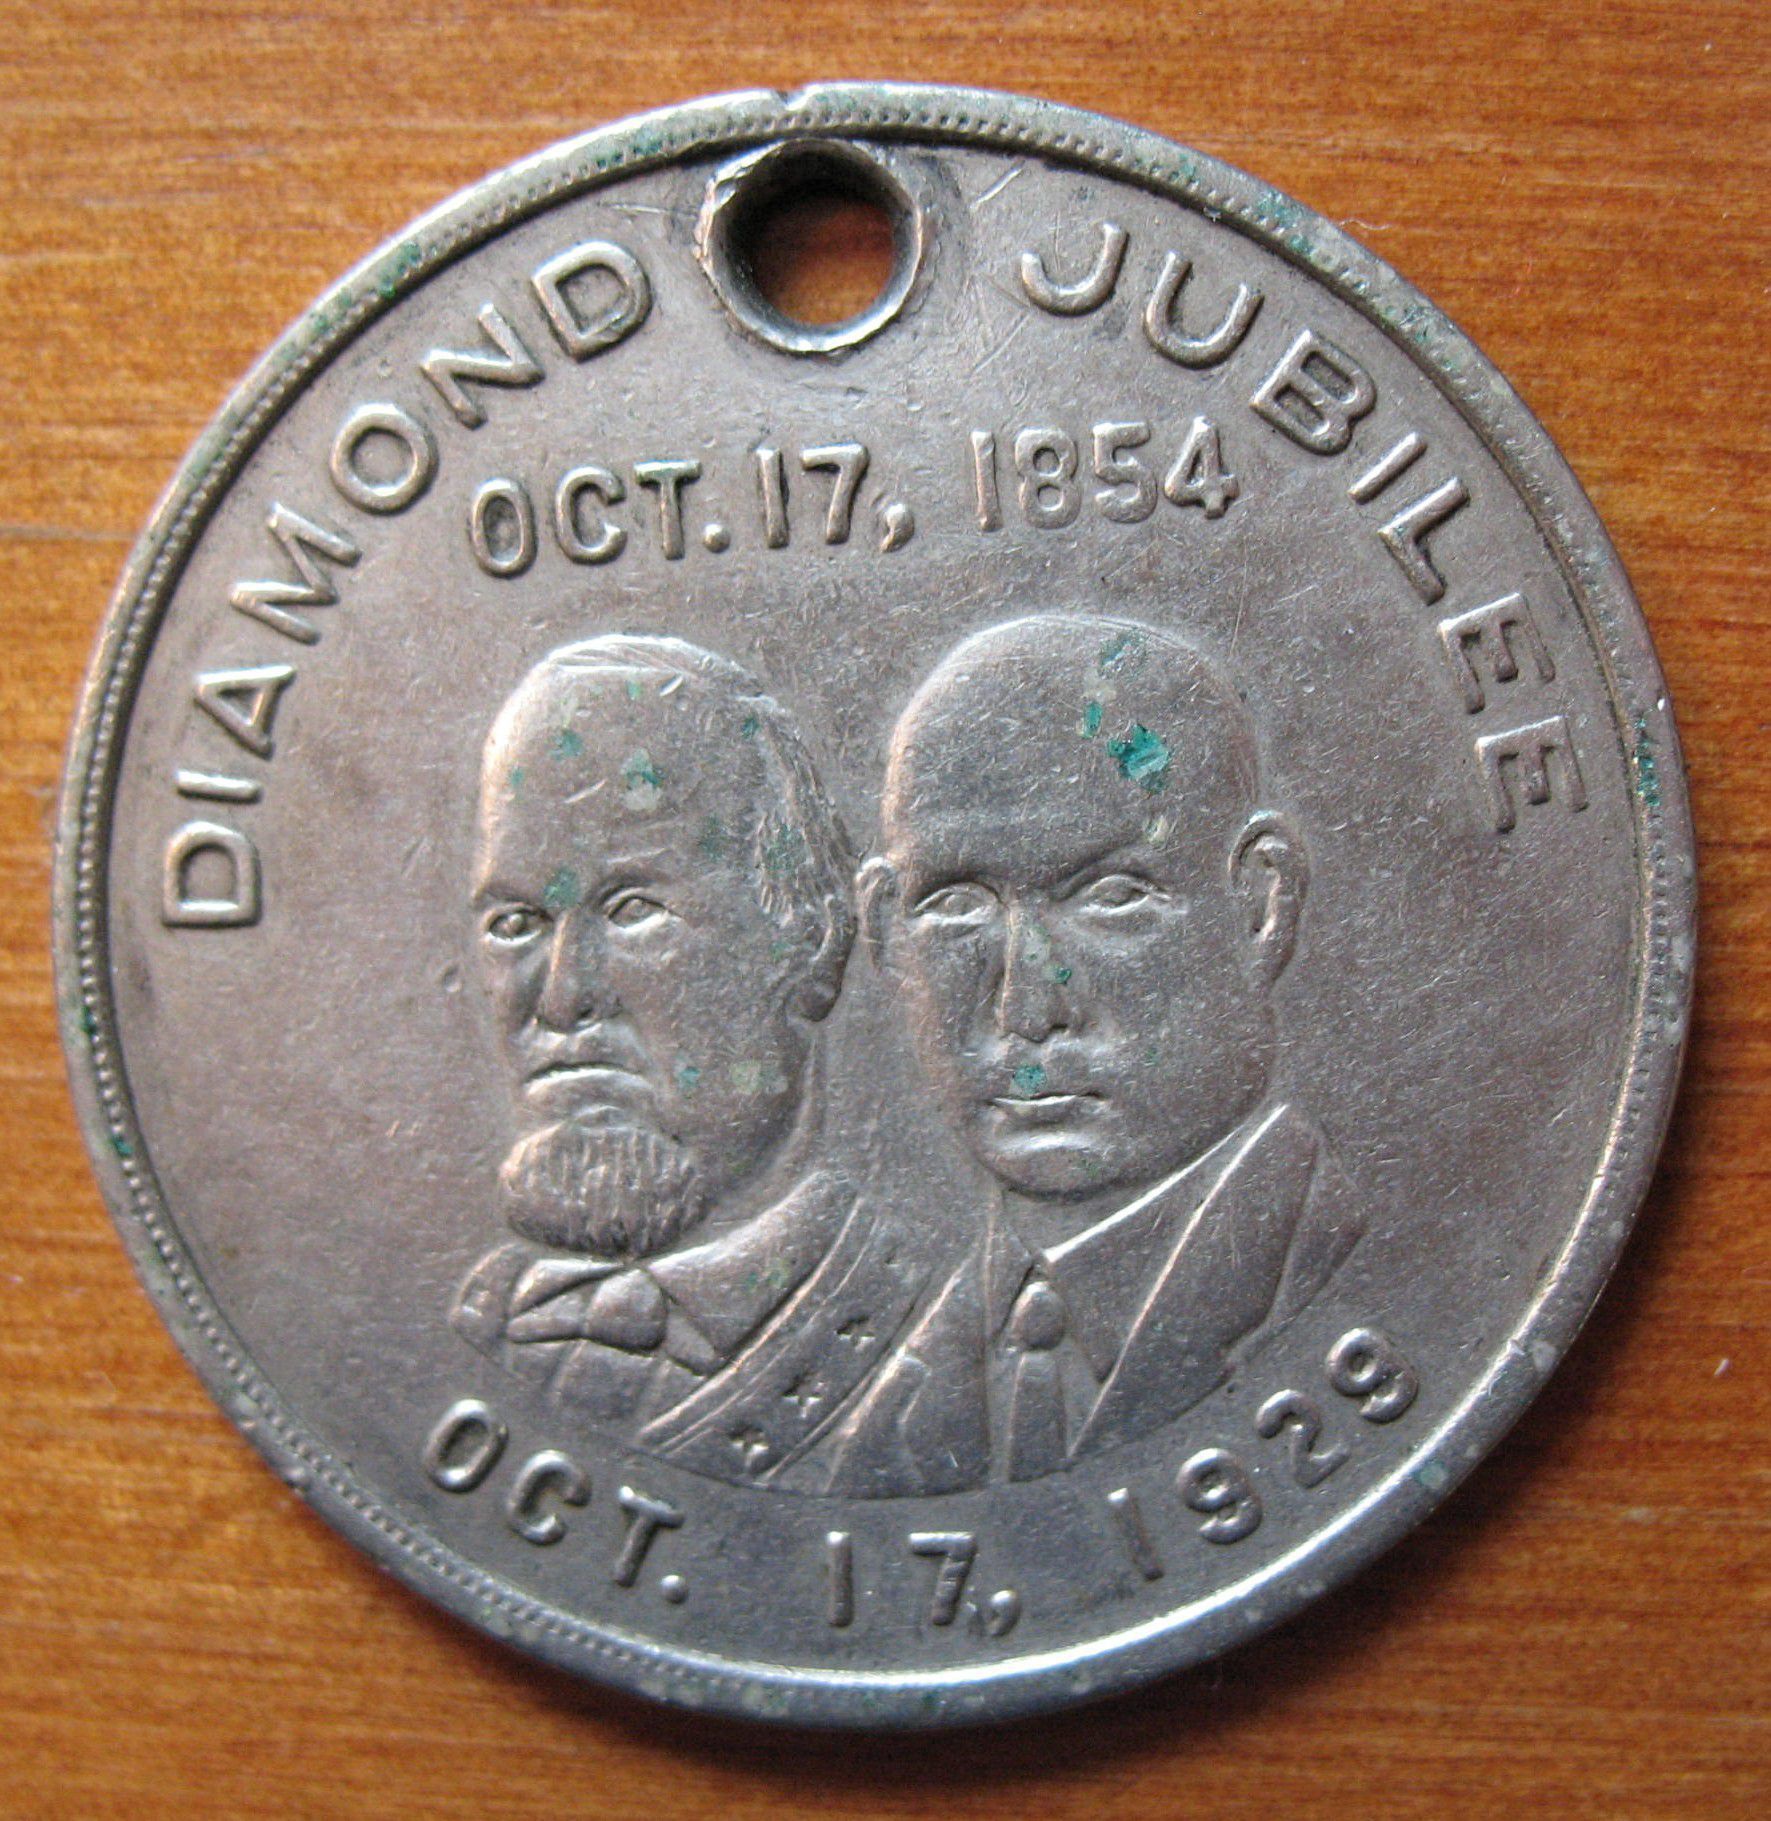 DIAMOND JUBILEE
OCT. 17, 1854
OCT. 17, 1929